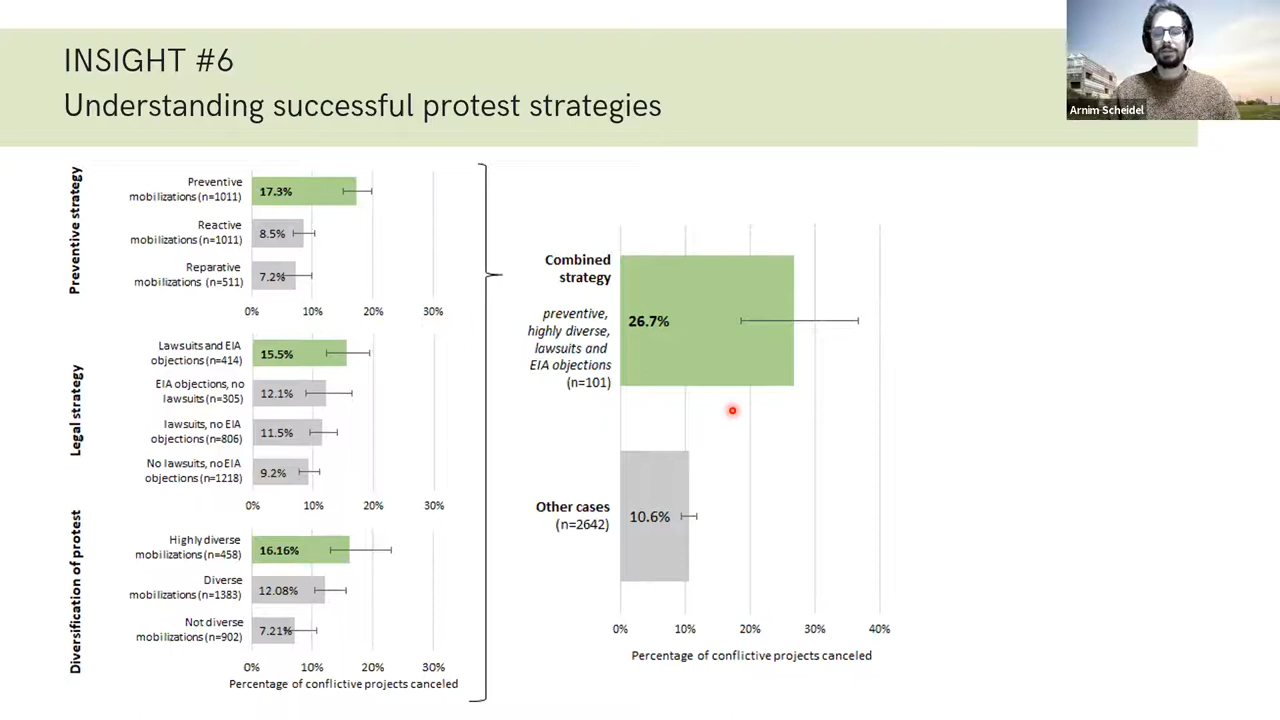 INSIGHT #6
Understanding successful protest strategies
Arnim Scheidel
Preventive strategy
Preventive
mobilizations (n=1011)
17.3%
Reactive
mobilizations (n=1011)
8.5%
Reparative
mobilizations (n=511)
7.2%
0% 10% 20% 30%
Legal strategy
Lawsuits and EIA
objections (n=414)
15.5%
EIA objections, no
lawsuits (n=305)
12.1%
lawsuits, no EIA
objections (n=806)
11.5%
No lawsuits, no EIA
objections (n=1218)
9.2%
0% 10% 20% 30%
Diversification of protest
Highly diverse
mobilizations (n=458)
16.16%
Diverse
mobilizations (n=1383)
12.08%
Not diverse
mobilizations (n=902)
7.21%
0% 10% 20% 30%
Percentage of conflictive projects canceled
Combined
strategy
preventive,
highly diverse,
lawsuits and
EIA objections
(n=101)
26.7%
Other cases
(n=2642)
10.6%
0% 10% 20% 30% 40%
Percentage of conflictive projects canceled